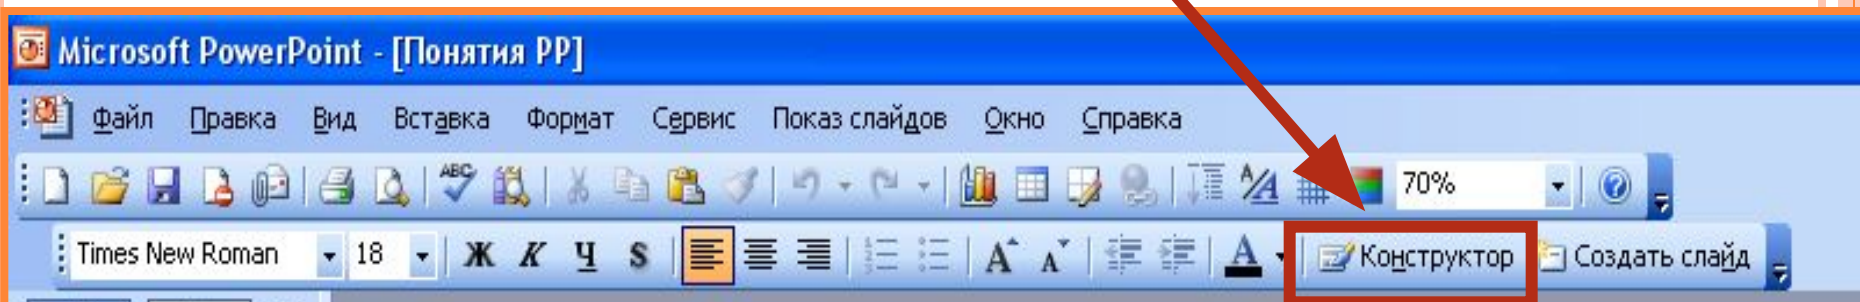 Microsoft PowerPoint - [Понятия PP]
Файл Правка Вид Вставка Формат Сервис Показ слайдов Окно Справка
ABC A/A 70%
Times New Roman 18 Ж К Ч S A A A Конструктор Создать слайд